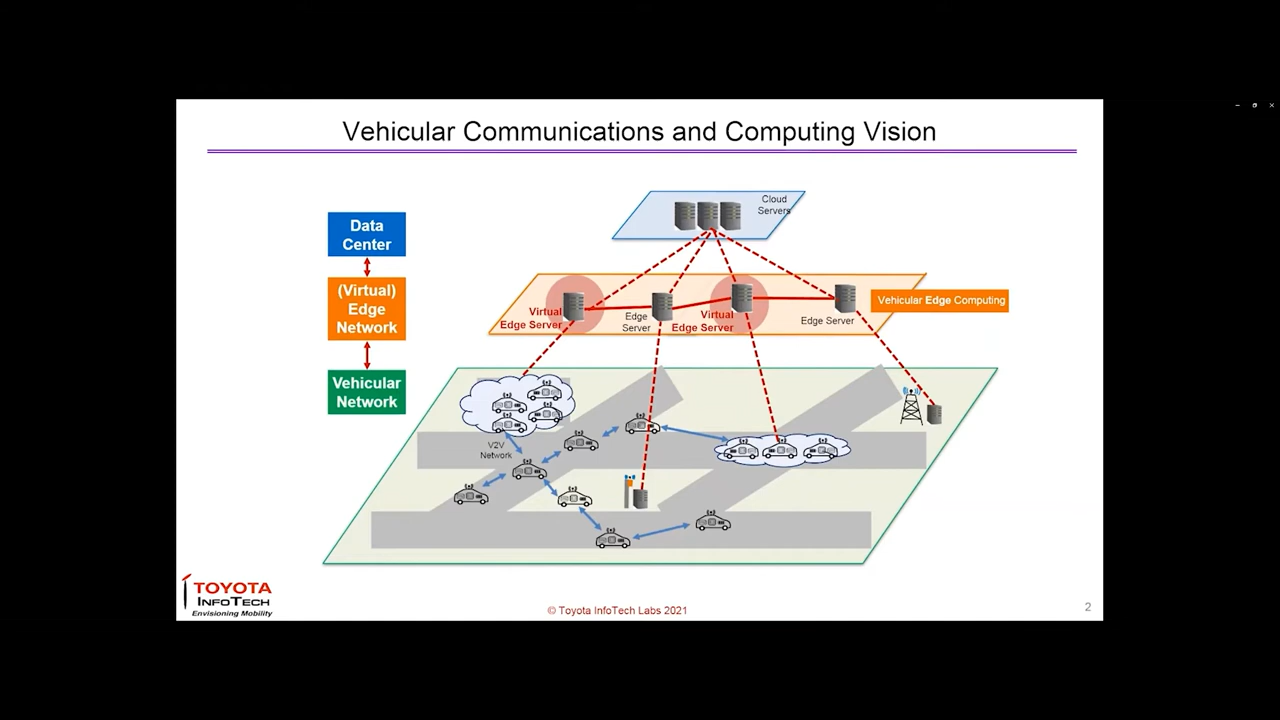 Vehicular Communications and Computing Vision
Cloud
Servers
Data
Center
(Virtual)
Edge
Network
Vehicular
Network
Virtual
Edge Server
Edge
Server
Virtual
Edge Server
Edge Server
Vehicular Edge Computing
V2V
Network
TOYOTA
INFOTECH
Envisioning Mobility
© Toyota InfoTech Labs 2021
2